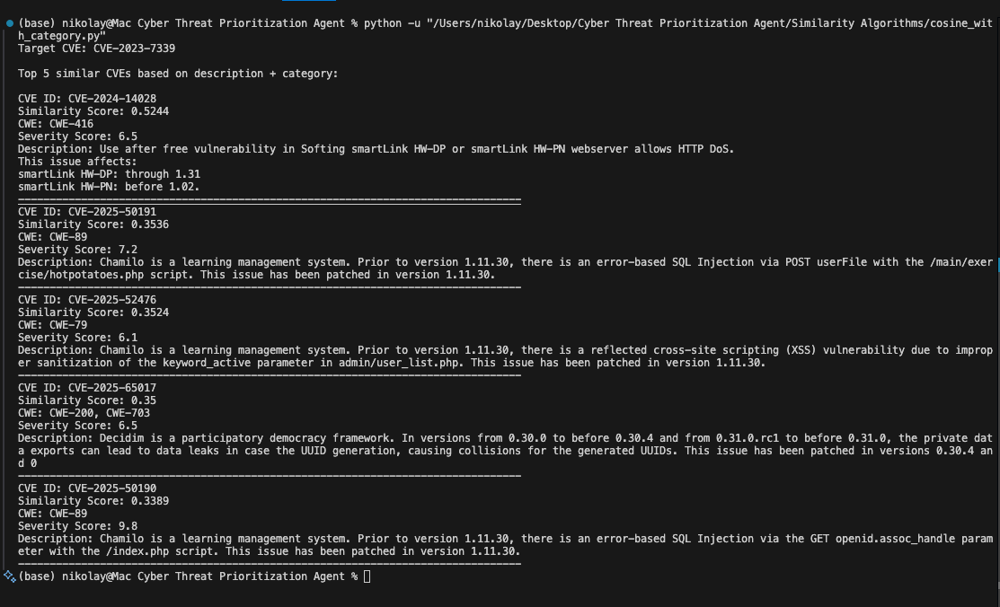 (base) nikolay@Mac Cyber Threat Prioritization Agent % python -u "/Users/nikolay/Desktop/Cyber Threat Prioritization Agent/Similarity Algorithms/cosine_wit
h_category.py"
Target CVE: CVE-2023-7339
Top 5 similar CVEs based on description + category:
CVE ID: CVE-2024-14028
Similarity Score: 0.5244
CWE: CWE-416
Severity Score: 6.5
Description: Use after free vulnerability in Softing smartLink HW-DP or smartLink HW-PN webserver allows HTTP DoS.
This issue affects:
smartLink HW-DP: through 1.31
smartLink HW-PN: before 1.02.
--------------------------------------------------------------------------------
CVE ID: CVE-2025-50191
Similarity Score: 0.3536
CWE: CWE-89
Severity Score: 7.2
Description: Chamilo is a learning management system. Prior to version 1.11.30, there is an error-based SQL Injection via POST userFile with the /main/exer
cise/hotpotatoes.php script. This issue has been patched in version 1.11.30.
--------------------------------------------------------------------------------
CVE ID: CVE-2025-52476
Similarity Score: 0.3524
CWE: CWE-79
Severity Score: 6.1
Description: Chamilo is a learning management system. Prior to version 1.11.30, there is a reflected cross-site scripting (XSS) vulnerability due to improp
er sanitization of the keyword_active parameter in admin/user_list.php. This issue has been patched in version 1.11.30.
--------------------------------------------------------------------------------
CVE ID: CVE-2025-65017
Similarity Score: 0.35
CWE: CWE-200, CWE-703
Severity Score: 6.5
Description: Decidim is a participatory democracy framework. In versions from 0.30.0 to before 0.30.4 and from 0.31.0.rc1 to before 0.31.0, the private dat
a exports can lead to data leaks in case the UUID generation, causing collisions for the generated UUIDs. This issue has been patched in versions 0.30.4 an
d 0
--------------------------------------------------------------------------------
CVE ID: CVE-2025-50190
Similarity Score: 0.3389
CWE: CWE-89
Severity Score: 9.8
Description: Chamilo is a learning management system. Prior to version 1.11.30, there is an error-based SQL Injection via the GET openid.assoc_handle param
eter with the /index.php script. This issue has been patched in version 1.11.30.
--------------------------------------------------------------------------------
(base) nikolay@Mac Cyber Threat Prioritization Agent %